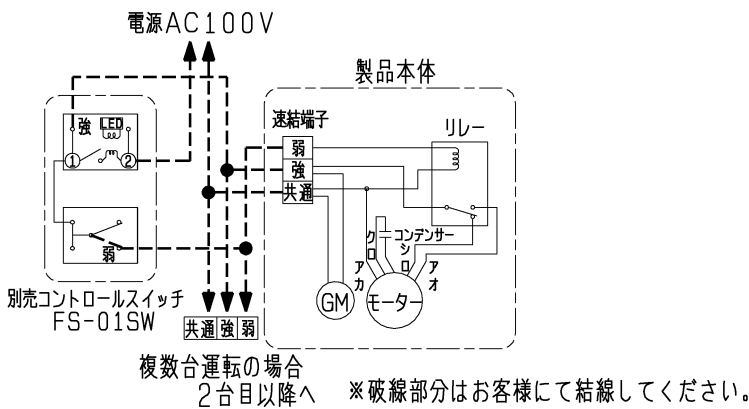 電源AC100V
製品本体
強
LED
① ②
弱
速結端子
弱
強
共通
リレー
コンデンサー
クロ
シロ
アカ
アオ
GM
モーター
別売コントロールスイッチ
FS-01SW
共通 強 弱
複数台運転の場合
2台目以降へ
※破線部分はお客様にて結線してください。